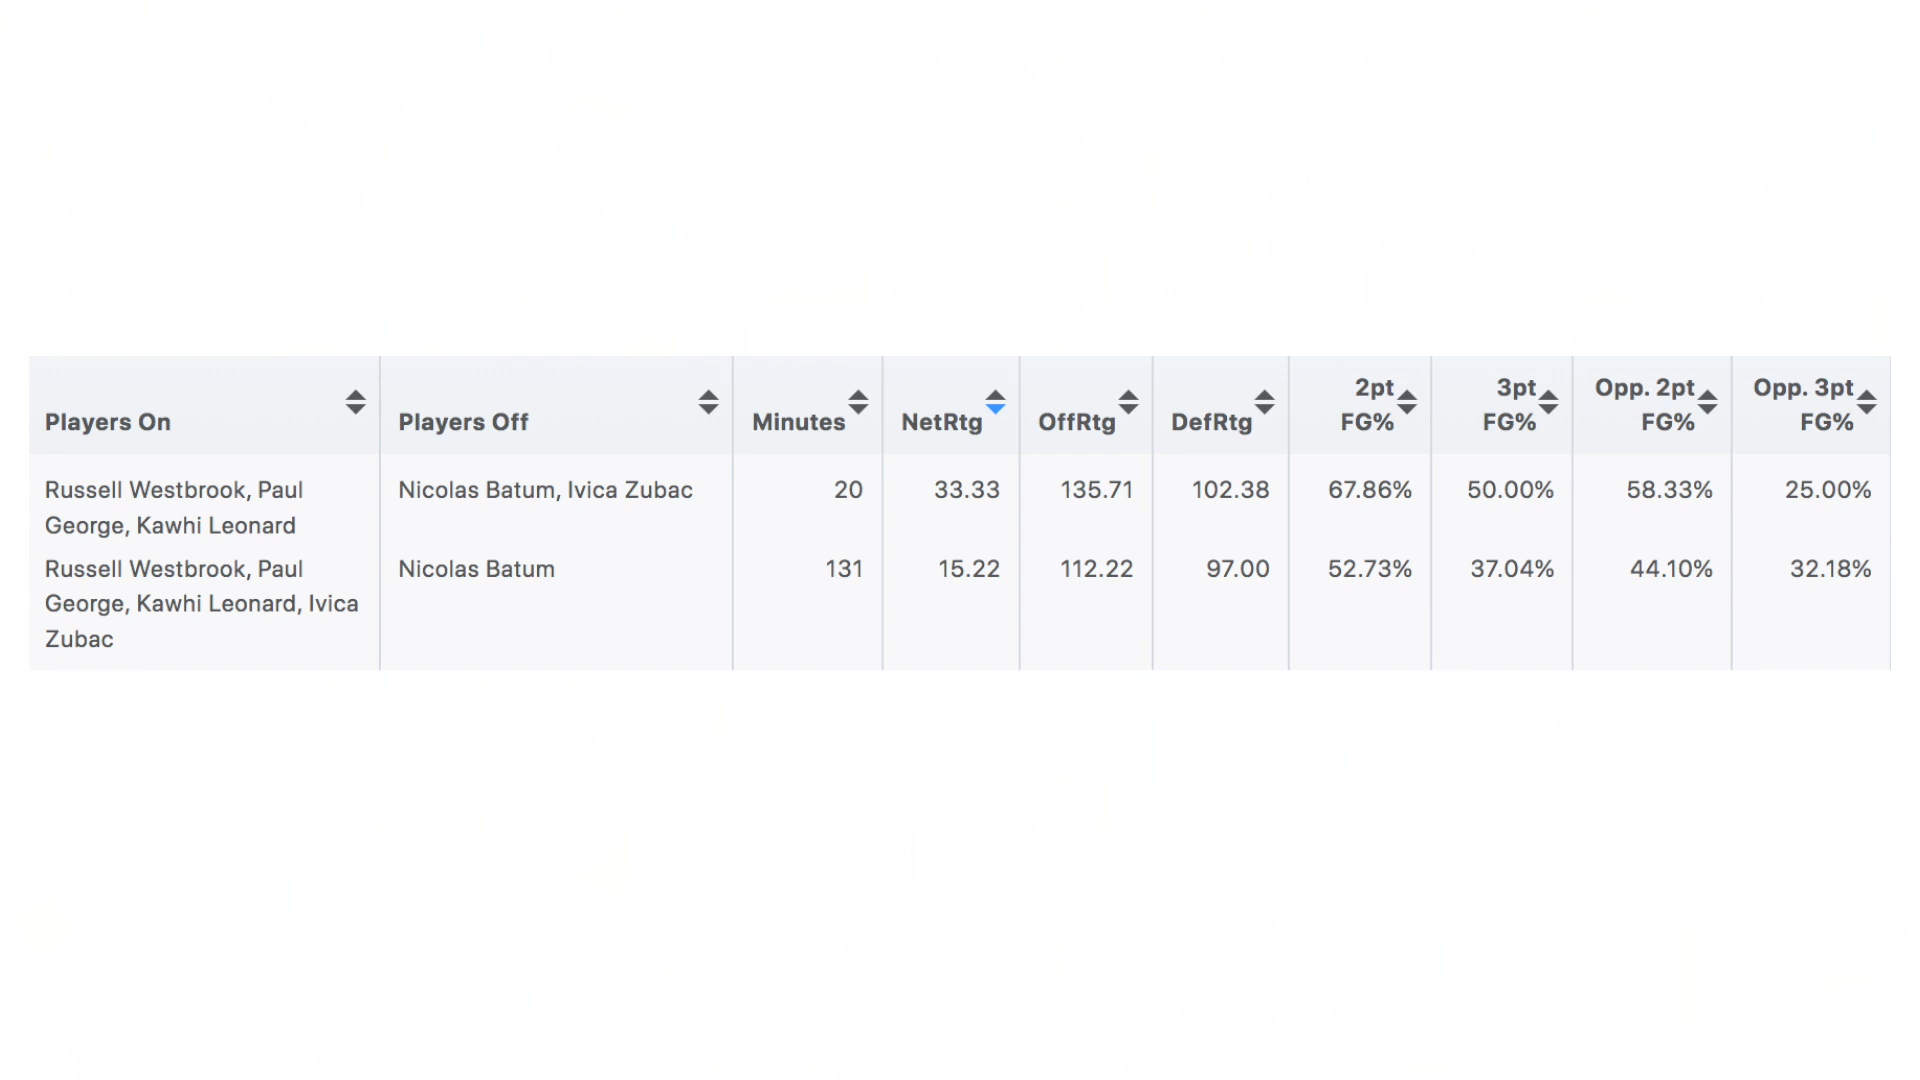 Players On Players Off Minutes NetRtg OffRtg DefRtg 2pt FG% 3pt FG% Opp. 2pt FG% Opp. 3pt FG%
Russell Westbrook, Paul Nicolas Batum, Ivica Zubac 20 33.33 135.71 102.38 67.86% 50.00% 58.33% 25.00%
George, Kawhi Leonard
Russell Westbrook, Paul Nicolas Batum 131 15.22 112.22 97.00 52.73% 37.04% 44.10% 32.18%
George, Kawhi Leonard, Ivica
Zubac